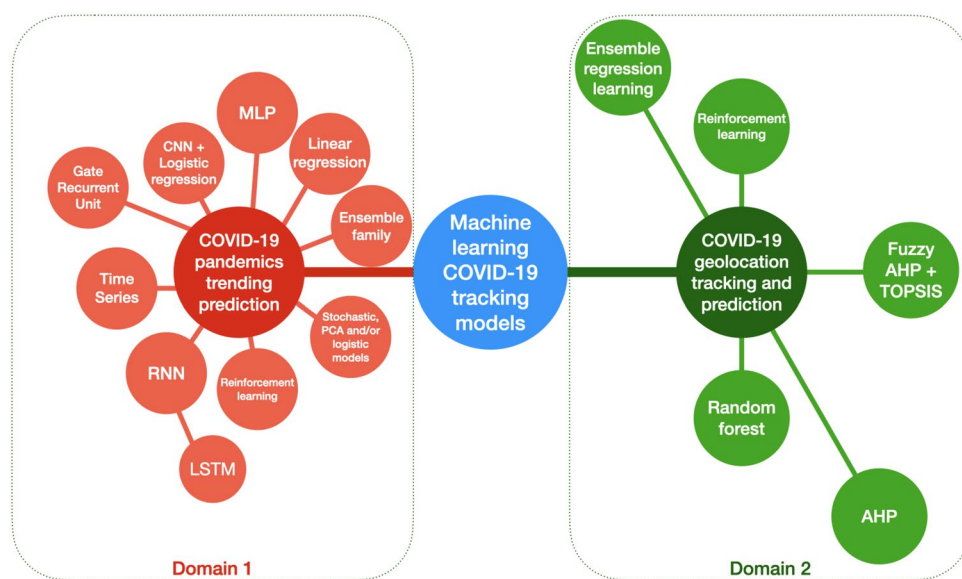 MLP
CNN +
Logistic
regression
Linear
regression
Gate
Recurrent
Unit
Ensemble
family
COVID-19
pandemics
trending
prediction
Time
Series
Stochastic,
PCA and/or
logistic
models
RNN
Reinforcement
learning
LSTM
Domain 1
Machine
learning
COVID-19
tracking
models
Ensemble
regression
learning
Reinforcement
learning
COVID-19
geolocation
tracking and
prediction
Fuzzy
AHP +
TOPSIS
Random
forest
AHP
Domain 2